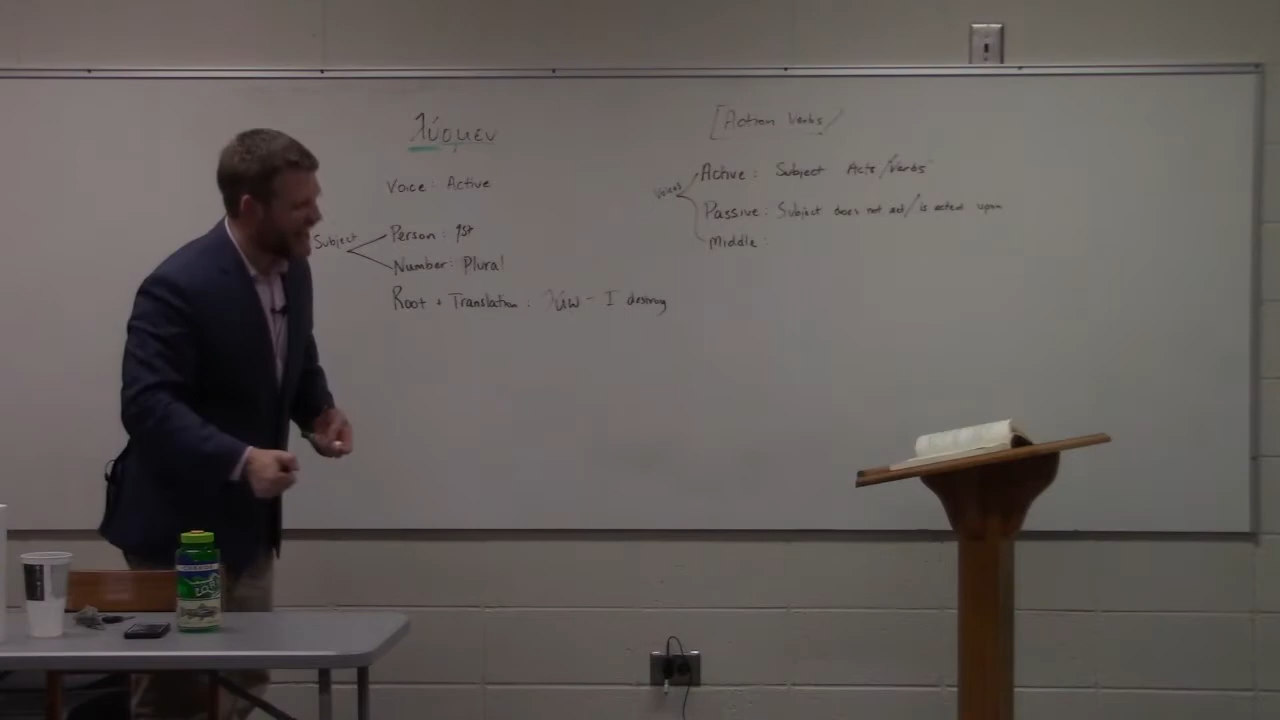 λύομεν
Voice: Active
Subject
Person: 1st
Number: Plural
Root + Translation: λύω - I destroy
[Action Verbs/
Voices
Active: Subject Acts/"Verbs"
Passive: Subject does not act/is acted upon
Middle: